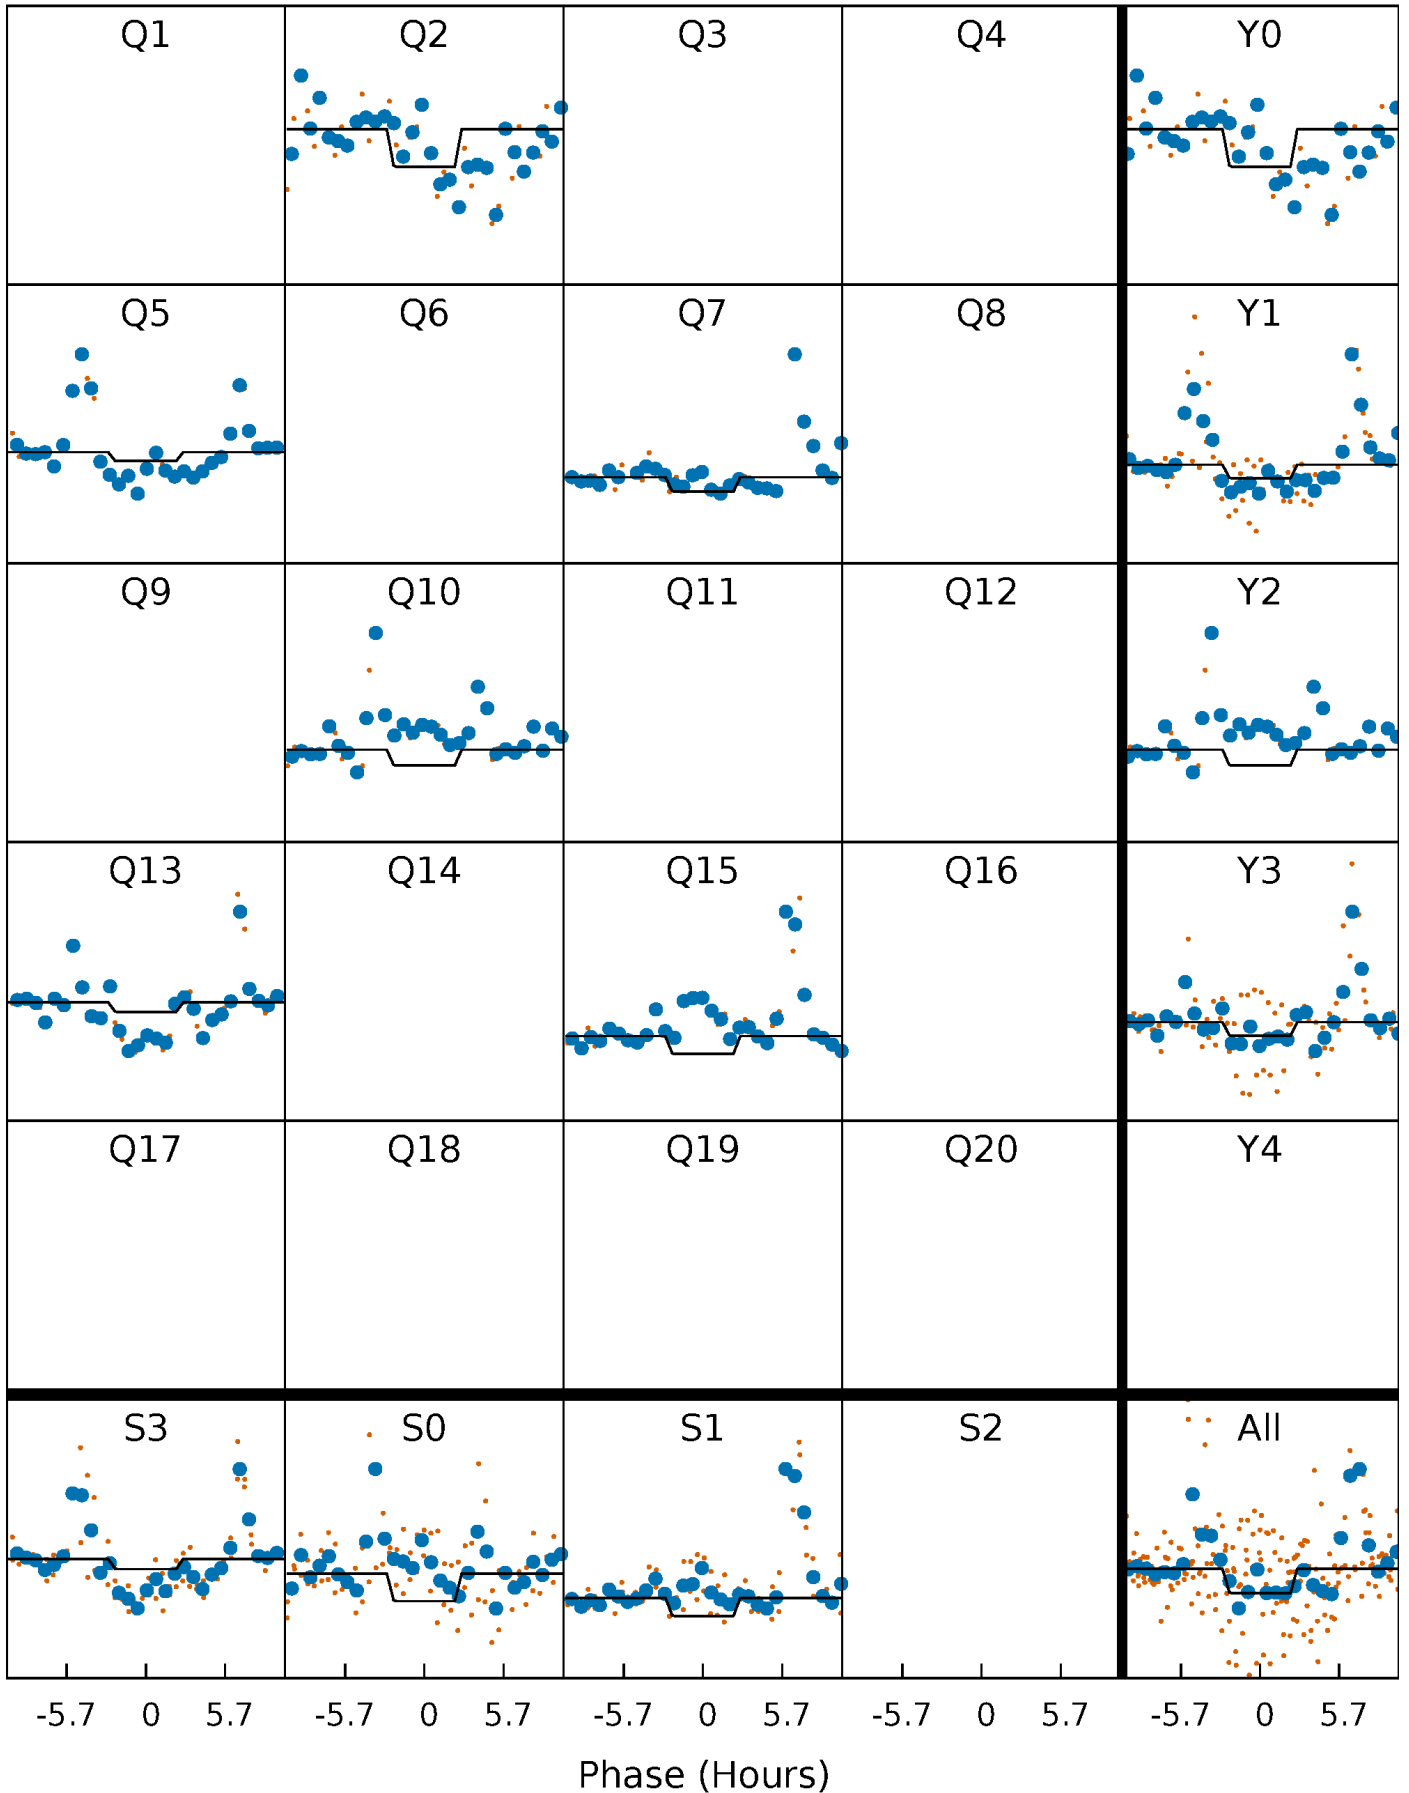 Q1 Q2 Q3 Q4 Y0
Q5 Q6 Q7 Q8 Y1
Q9 Q10 Q11 Q12 Y2
Q13 Q14 Q15 Q16 Y3
Q17 Q18 Q19 Q20 Y4
S3 S0 S1 S2 All
-5.7 0 5.7 -5.7 0 5.7 -5.7 0 5.7 -5.7 0 5.7 -5.7 0 5.7
Phase (Hours)